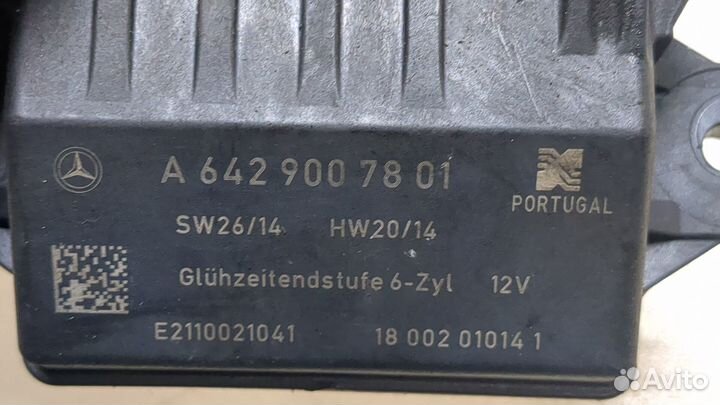 A 642 900 78 01
PORTUGAL
SW26/14 HW20/14
Glühzeitendstufe 6-Zyl 12V
E2110021041 18 002 01014 1
Avito